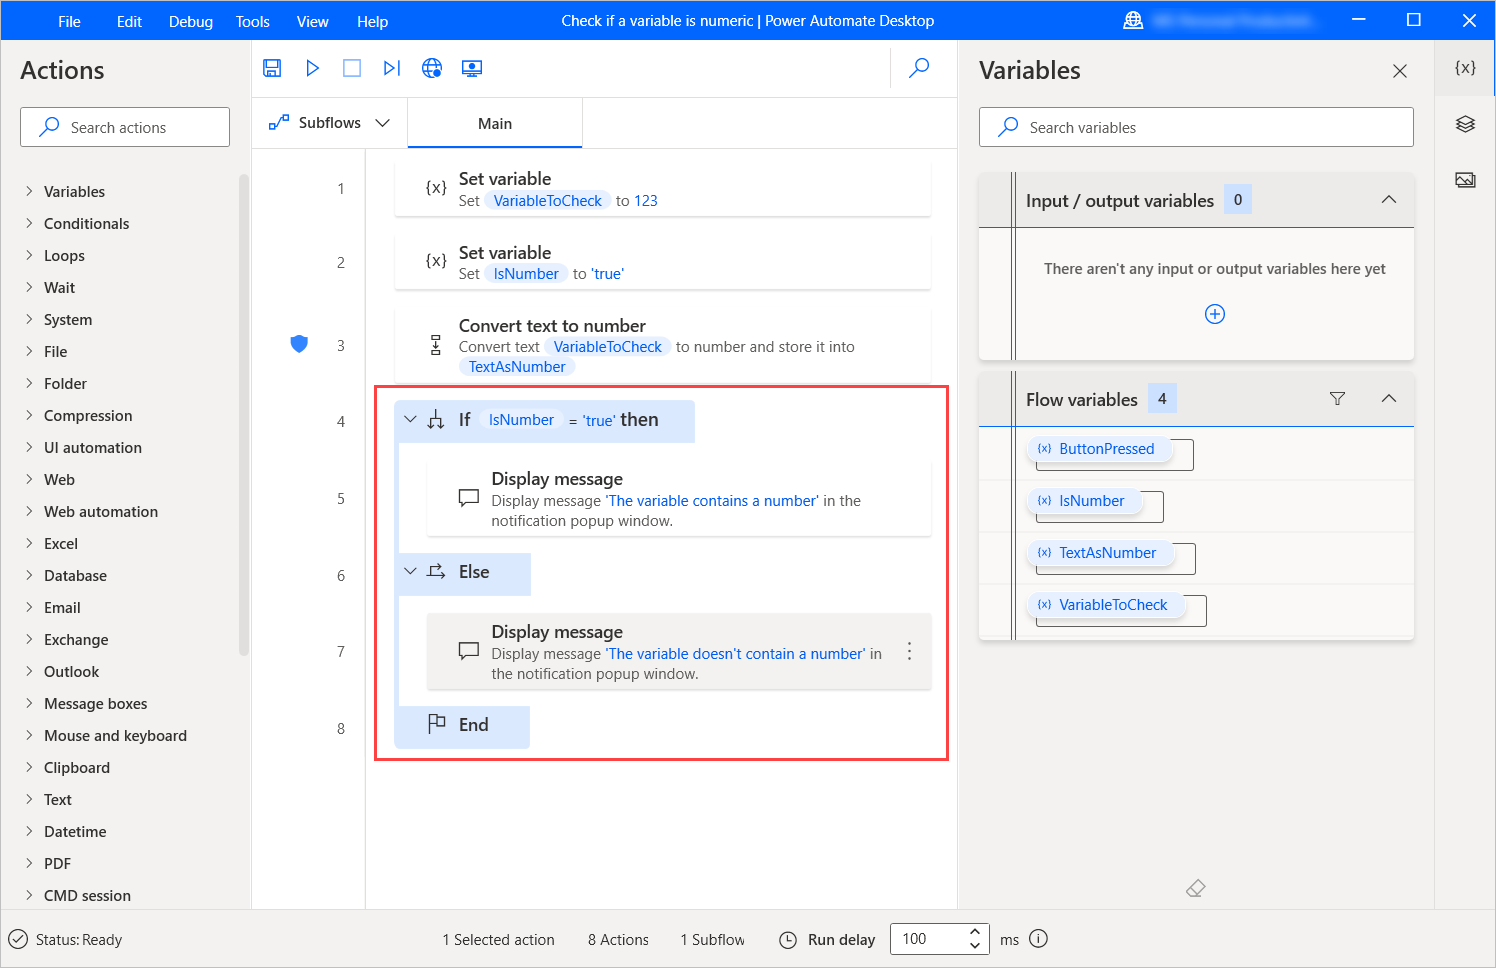 File Edit Debug Tools View Help
Check if a variable is numeric | Power Automate Desktop
Actions
Search actions
Variables
Conditionals
Loops
Wait
System
File
Folder
Compression
UI automation
Web
Web automation
Excel
Database
Email
Exchange
Outlook
Message boxes
Mouse and keyboard
Clipboard
Text
Datetime
PDF
CMD session
Subflows
Main
1
{x}
Set variable
Set VariableToCheck to 123
2
{x}
Set variable
Set IsNumber to 'true'
3
Convert text to number
Convert text VariableToCheck to number and store it into
TextAsNumber
4
If IsNumber = 'true' then
5
Display message
Display message 'The variable contains a number' in the
notification popup window.
6
Else
7
Display message
Display message 'The variable doesn't contain a number' in
the notification popup window.
8
End
Variables
{x}
Search variables
Input / output variables 0
There aren't any input or output variables here yet
Flow variables 4
{x} ButtonPressed
{x} IsNumber
{x} TextAsNumber
{x} VariableToCheck
Status: Ready
1 Selected action
8 Actions
1 Subflow
Run delay
100
ms